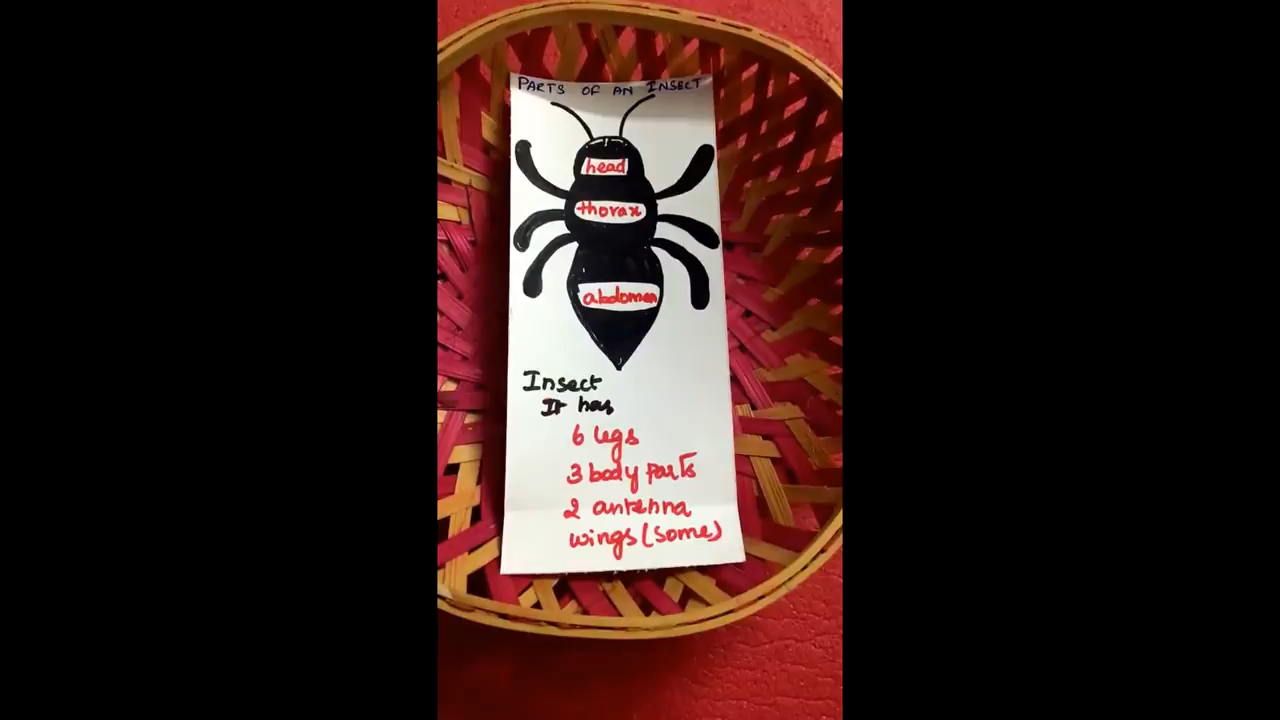 PARTS OF AN INSECT
head
thorax
abdomen
Insect
It has
6 legs
3 body parts
2 antenna
wings (some)